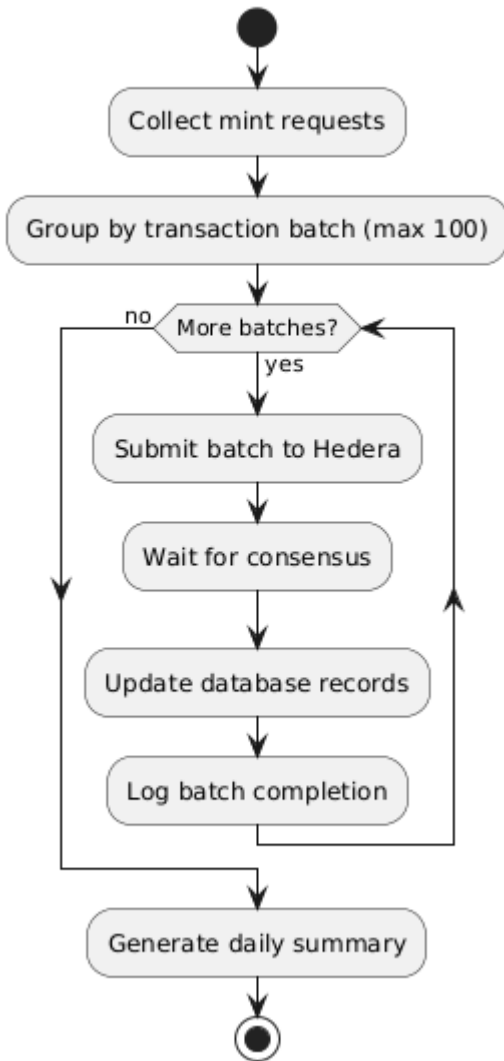 Collect mint requests
Group by transaction batch (max 100)
no
More batches?
yes
Submit batch to Hedera
Wait for consensus
Update database records
Log batch completion
Generate daily summary